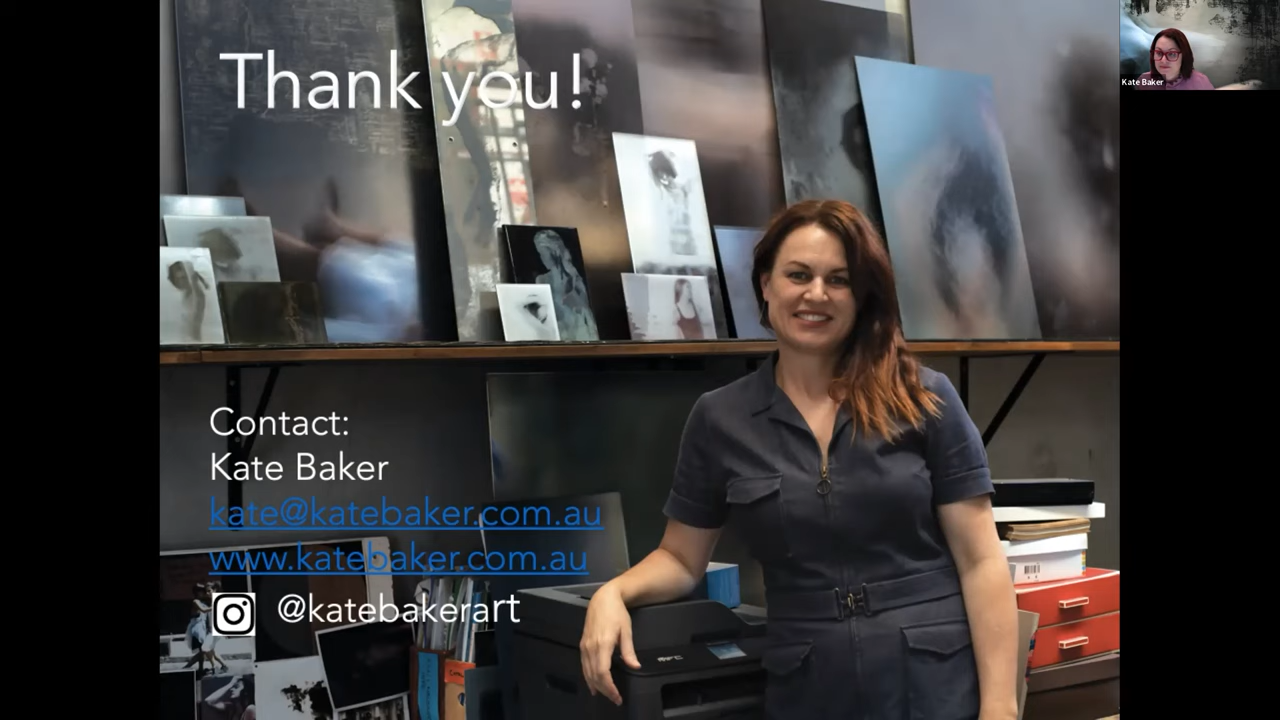 Thank you!
Kate Baker
Contact:
Kate Baker
kate@katebaker.com.au
www.katebaker.com.au
@katebakerart